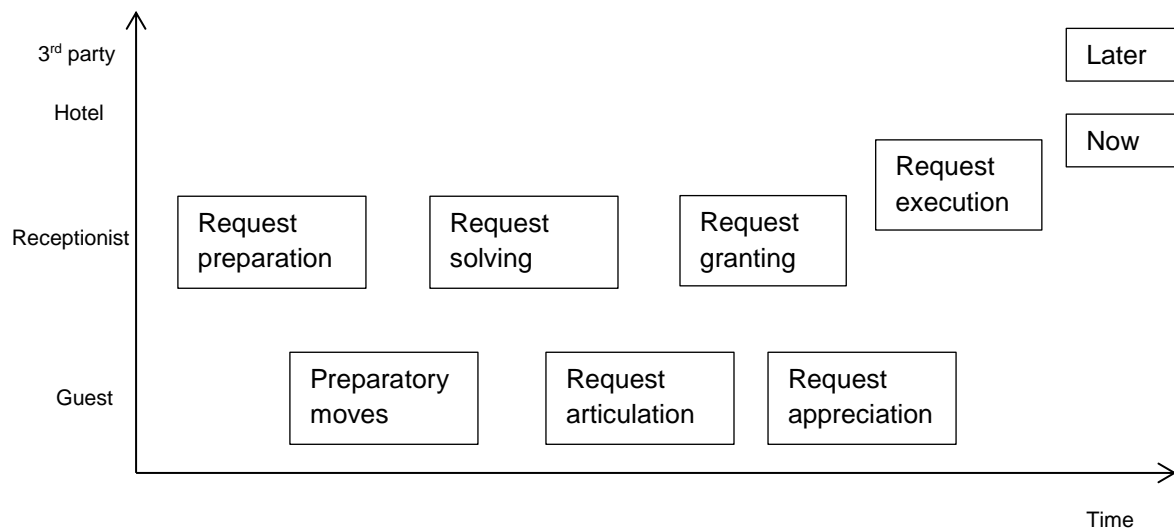 3rd party
Later
Hotel
Now
Request
execution
Receptionist
Request
preparation
Request
solving
Request
granting
Guest
Preparatory
moves
Request
articulation
Request
appreciation
Time